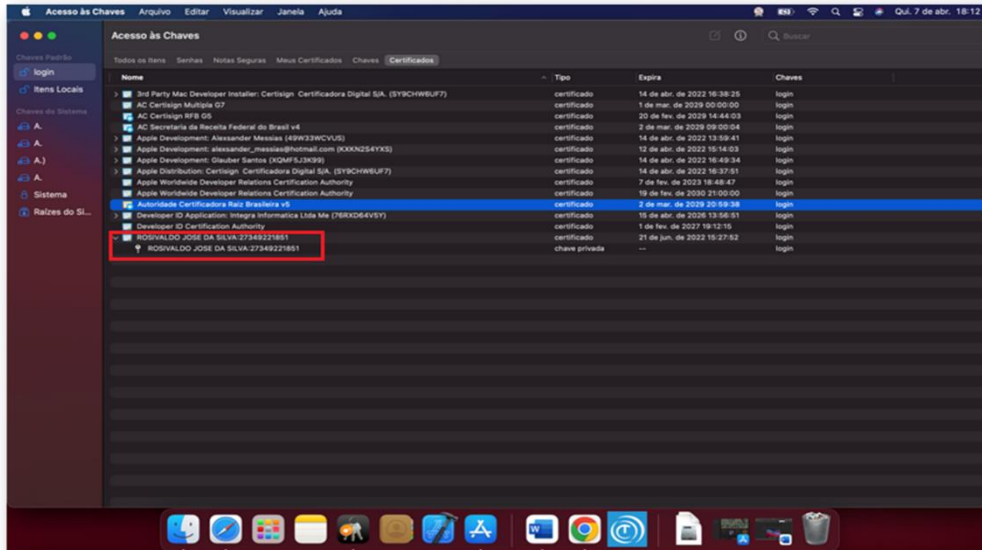 Acesso às Chaves Arquivo Editar Visualizar Janela Ajuda Qui. 7 de abr. 18:12
Acesso às Chaves Buscar
Chaves Padrão
login
Itens Locais
Chaves do Sistema
A.
A.
A.)
A.
Sistema
Raízes do Si...
Todos os Itens Senhas Notas Seguras Meus Certificados Chaves Certificados
Nome Tipo Expira Chaves
3rd Party Mac Developer Installer: Certisign Certificadora Digital S/A. (SY9CHW6UF7) certificado 14 de abr. de 2022 16:38:25 login
AC Certisign Multipla G7 certificado 1 de mar. de 2029 00:00:00 login
AC Certisign RFB G5 certificado 20 de fev. de 2029 14:44:03 login
AC Secretaria da Receita Federal do Brasil v4 certificado 2 de mar. de 2029 09:00:04 login
Apple Development: Alexsander Messias (49W33WCVUS) certificado 14 de abr. de 2022 13:59:41 login
Apple Development: alexsander_messias@hotmail.com (KXKN2S4YXS) certificado 12 de abr. de 2022 15:14:03 login
Apple Development: Glauber Santos (XQMF5J3K99) certificado 14 de abr. de 2022 16:49:34 login
Apple Distribution: Certisign Certificadora Digital S/A. (SY9CHW6UF7) certificado 14 de abr. de 2022 16:37:51 login
Apple Worldwide Developer Relations Certification Authority certificado 7 de fev. de 2023 18:48:47 login
Apple Worldwide Developer Relations Certification Authority certificado 19 de fev. de 2030 21:00:00 login
Autoridade Certificadora Raiz Brasileira v5 certificado 2 de mar. de 2029 20:59:38 login
Developer ID Application: Integra Informatica Ltda Me (76RXD64VSY) certificado 15 de abr. de 2026 13:56:51 login
Developer ID Certification Authority certificado 1 de fev. de 2027 19:12:15 login
ROSIVALDO JOSE DA SILVA:27349221851 certificado 21 de jun. de 2022 15:27:52 login
ROSIVALDO JOSE DA SILVA:27349221851 chave privada -- login